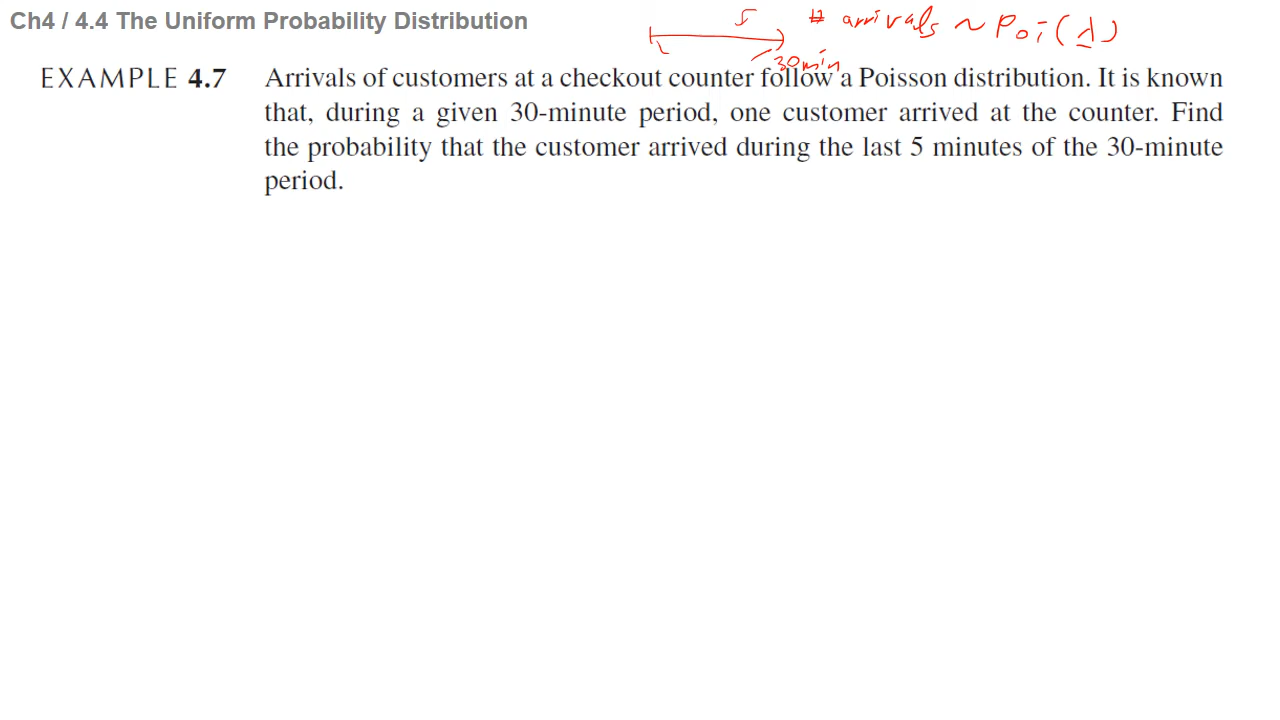 Ch4 / 4.4 The Uniform Probability Distribution
# arrivals ~ Poi(λ)
30min
EXAMPLE 4.7 Arrivals of customers at a checkout counter follow a Poisson distribution. It is known
that, during a given 30-minute period, one customer arrived at the counter. Find
the probability that the customer arrived during the last 5 minutes of the 30-minute
period.